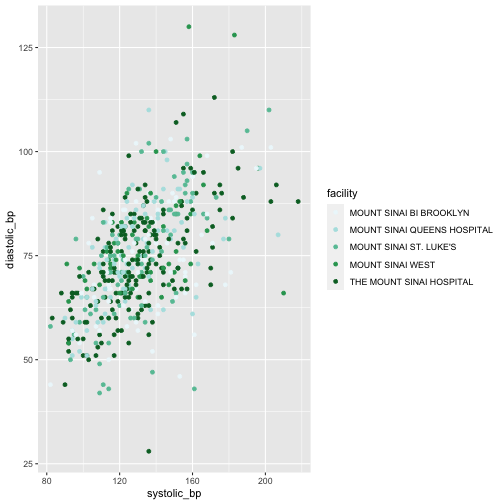 125
100
75
50
25
diastolic_bp
80
120
160
200
systolic_bp
facility
MOUNT SINAI BI BROOKLYN
MOUNT SINAI QUEENS HOSPITAL
MOUNT SINAI ST. LUKE'S
MOUNT SINAI WEST
THE MOUNT SINAI HOSPITAL